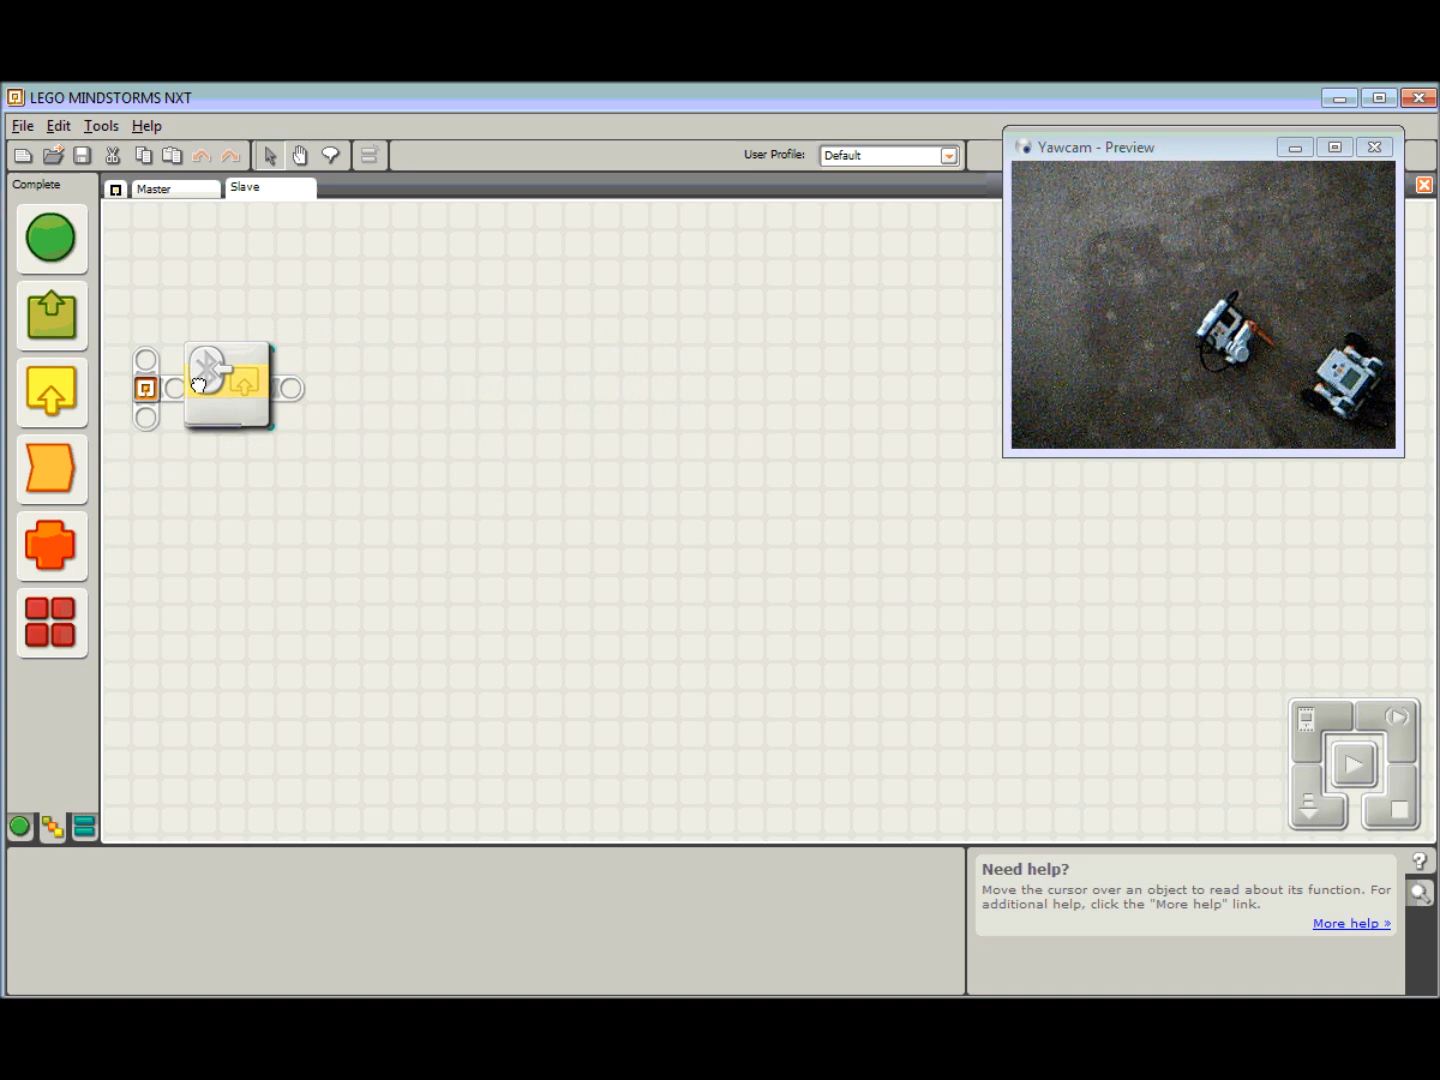 LEGO MINDSTORMS NXT
File Edit Tools Help
User Profile: Default
Yawcam - Preview
Complete
Master
Slave
Need help?
Move the cursor over an object to read about its function. For
additional help, click the "More help" link.
More help »